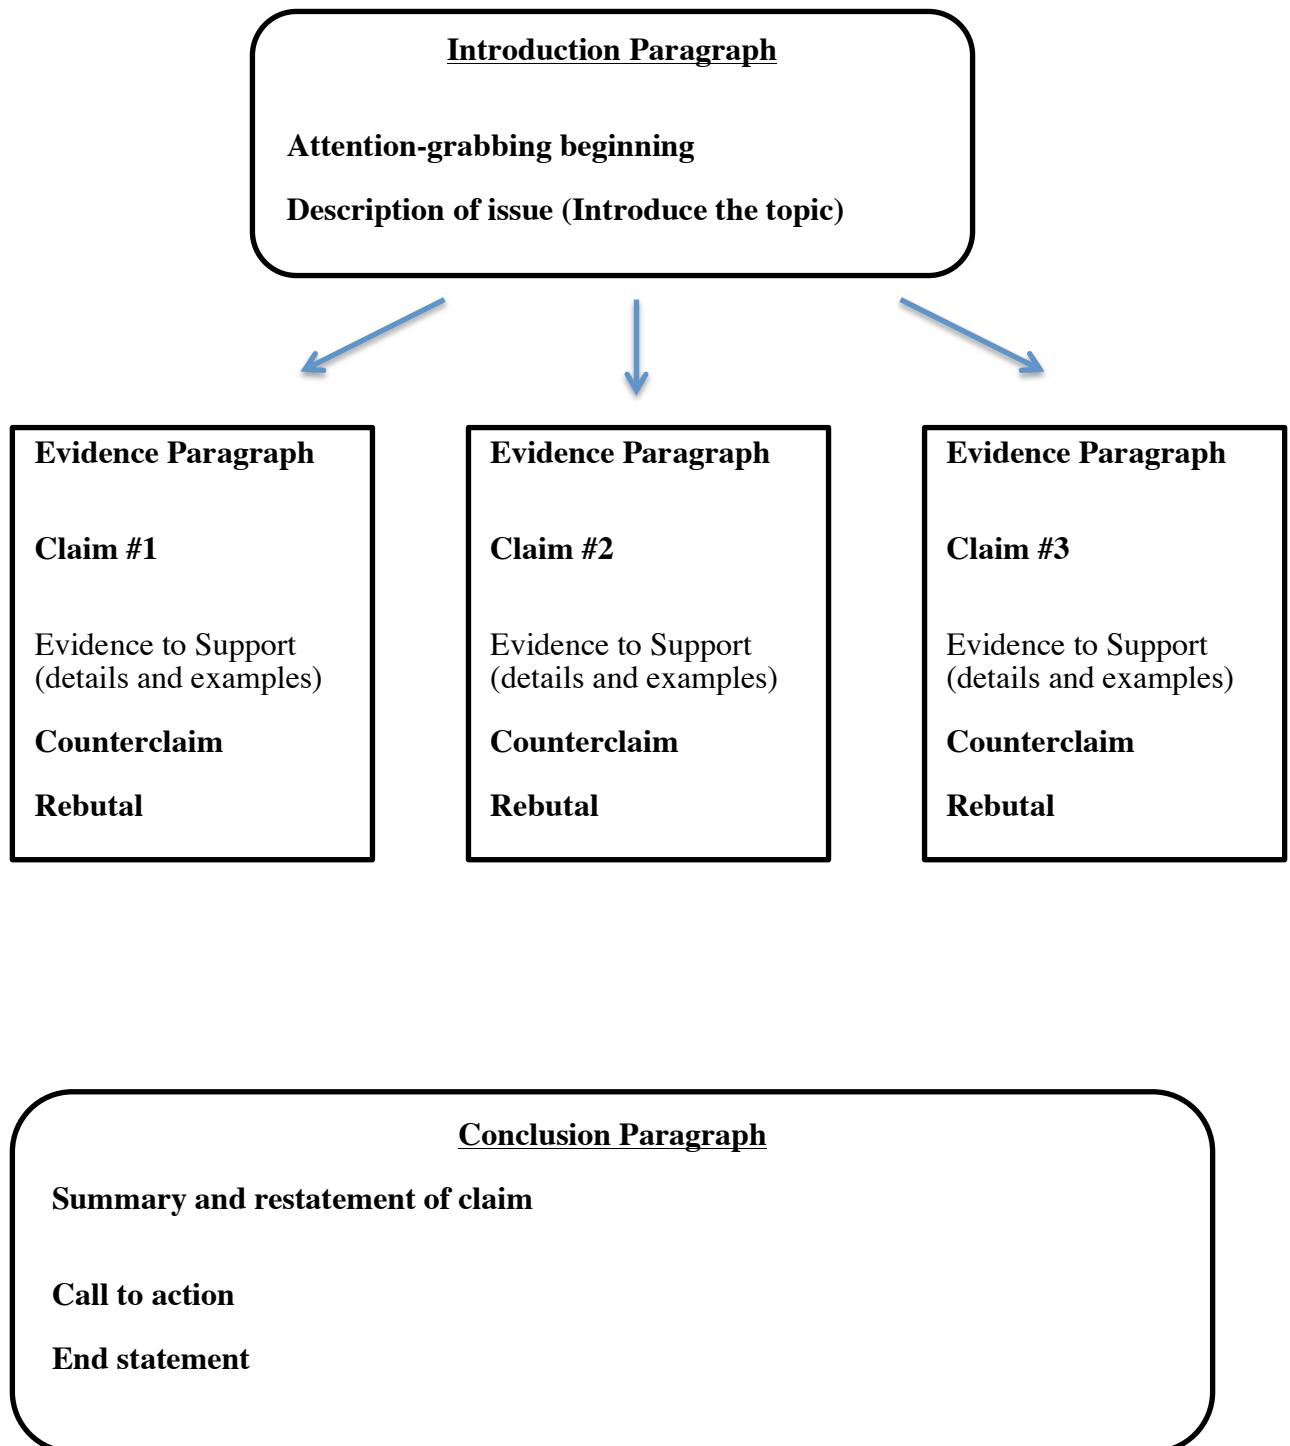 Introduction Paragraph
Attention-grabbing beginning
Description of issue (Introduce the topic)
Evidence Paragraph
Claim #1
Evidence to Support
(details and examples)
Counterclaim
Rebutal
Evidence Paragraph
Claim #2
Evidence to Support
(details and examples)
Counterclaim
Rebutal
Evidence Paragraph
Claim #3
Evidence to Support
(details and examples)
Counterclaim
Rebutal
Conclusion Paragraph
Summary and restatement of claim
Call to action
End statement